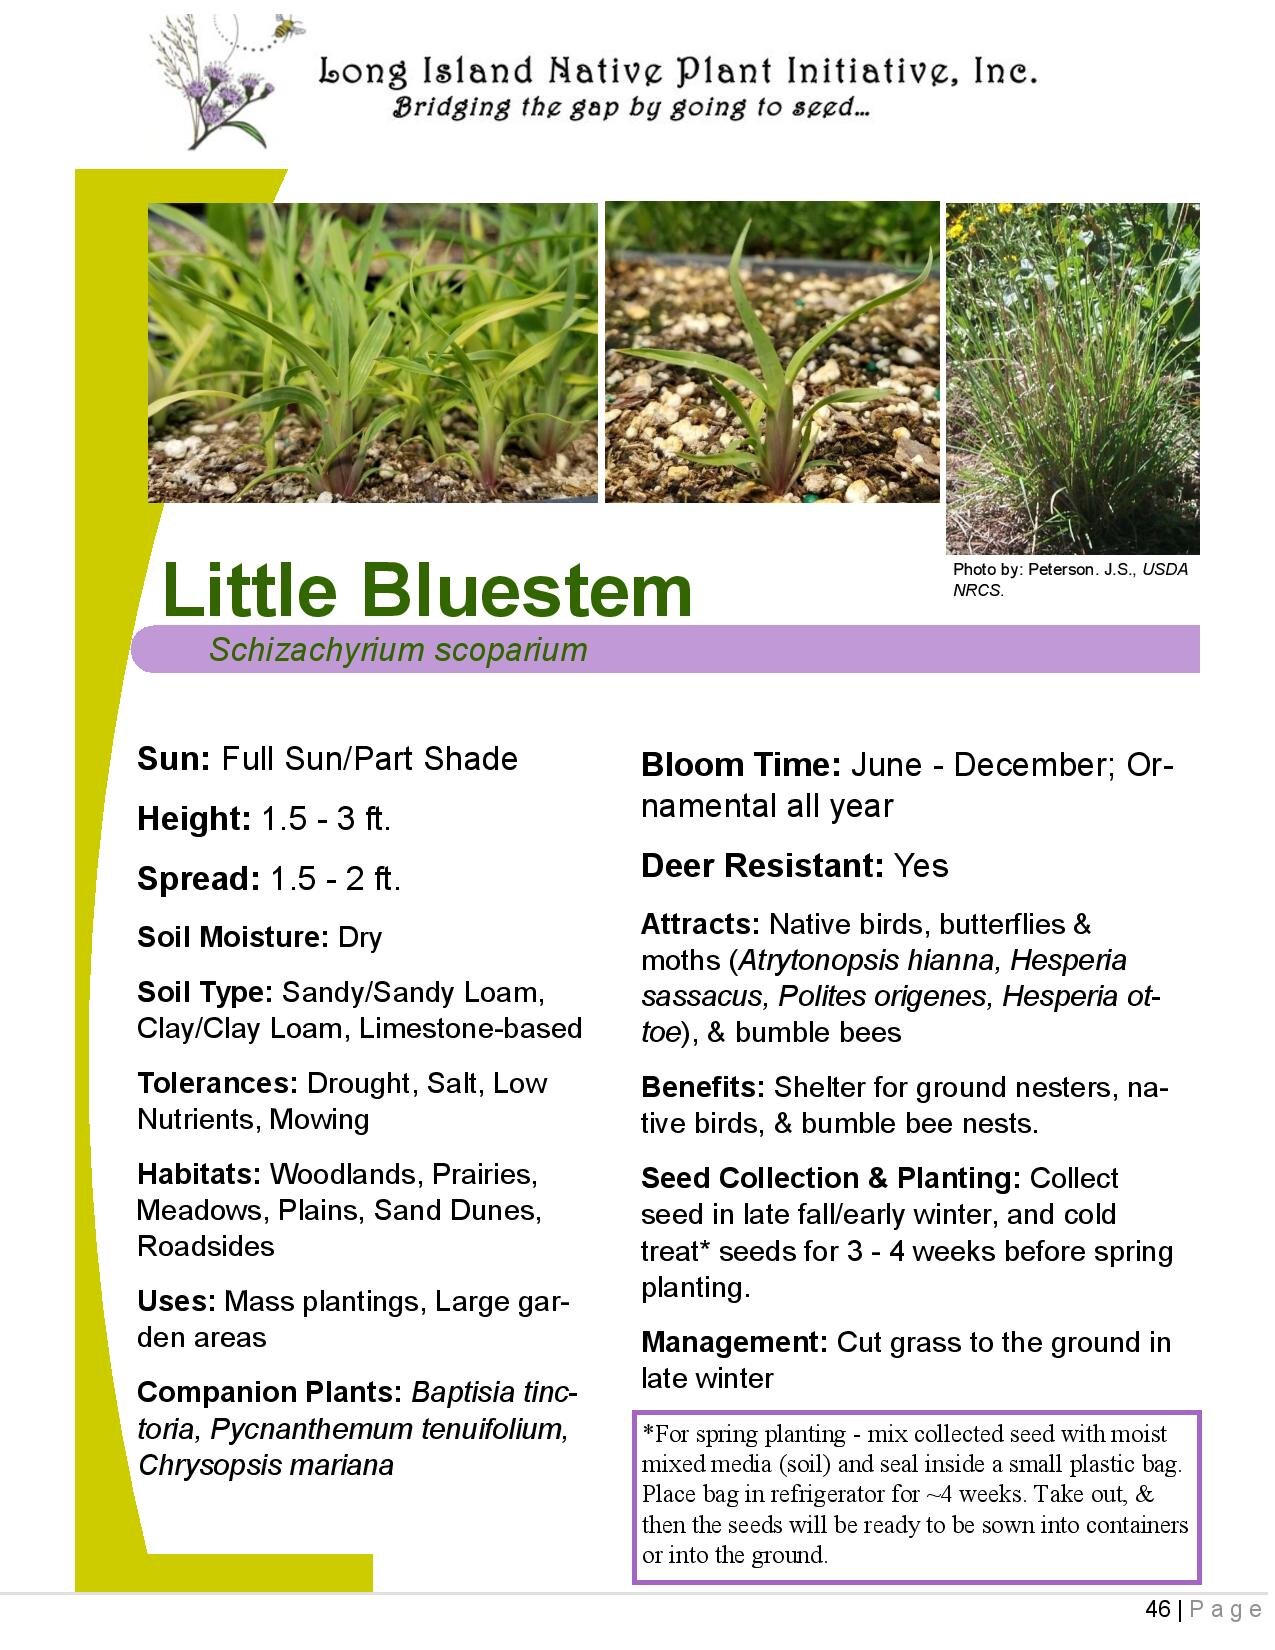 Long Island Native Plant Initiative, Inc.
Bridging the gap by going to seed…
Photo by: Peterson. J.S., USDA
NRCS.
Little Bluestem
Schizachyrium scoparium
Sun: Full Sun/Part Shade
Height: 1.5 - 3 ft.
Spread: 1.5 - 2 ft.
Soil Moisture: Dry
Soil Type: Sandy/Sandy Loam,
Clay/Clay Loam, Limestone-based
Tolerances: Drought, Salt, Low
Nutrients, Mowing
Habitats: Woodlands, Prairies,
Meadows, Plains, Sand Dunes,
Roadsides
Uses: Mass plantings, Large gar-
den areas
Companion Plants: Baptisia tinc-
toria, Pycnanthemum tenuifolium,
Chrysopsis mariana
Bloom Time: June - December; Or-
namental all year
Deer Resistant: Yes
Attracts: Native birds, butterflies &
moths (Atrytonopsis hianna, Hesperia
sassacus, Polites origenes, Hesperia ot-
toe), & bumble bees
Benefits: Shelter for ground nesters, na-
tive birds, & bumble bee nests.
Seed Collection & Planting: Collect
seed in late fall/early winter, and cold
treat* seeds for 3 - 4 weeks before spring
planting.
Management: Cut grass to the ground in
late winter
*For spring planting - mix collected seed with moist
mixed media (soil) and seal inside a small plastic bag.
Place bag in refrigerator for ~4 weeks. Take out, &
then the seeds will be ready to be sown into containers
or into the ground.
46 | Page